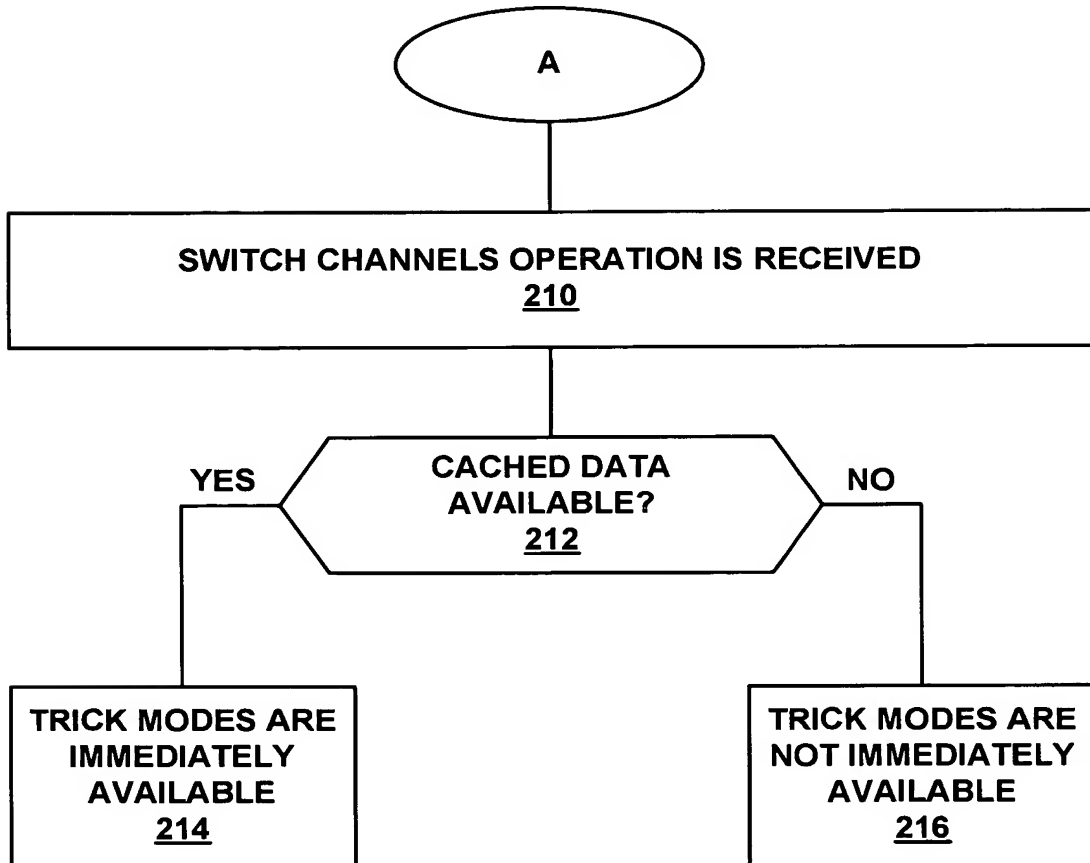 A
SWITCH CHANNELS OPERATION IS RECEIVED
210
YES
CACHED DATA
AVAILABLE?
212
NO
TRICK MODES ARE
IMMEDIATELY
AVAILABLE
214
TRICK MODES ARE
NOT IMMEDIATELY
AVAILABLE
216